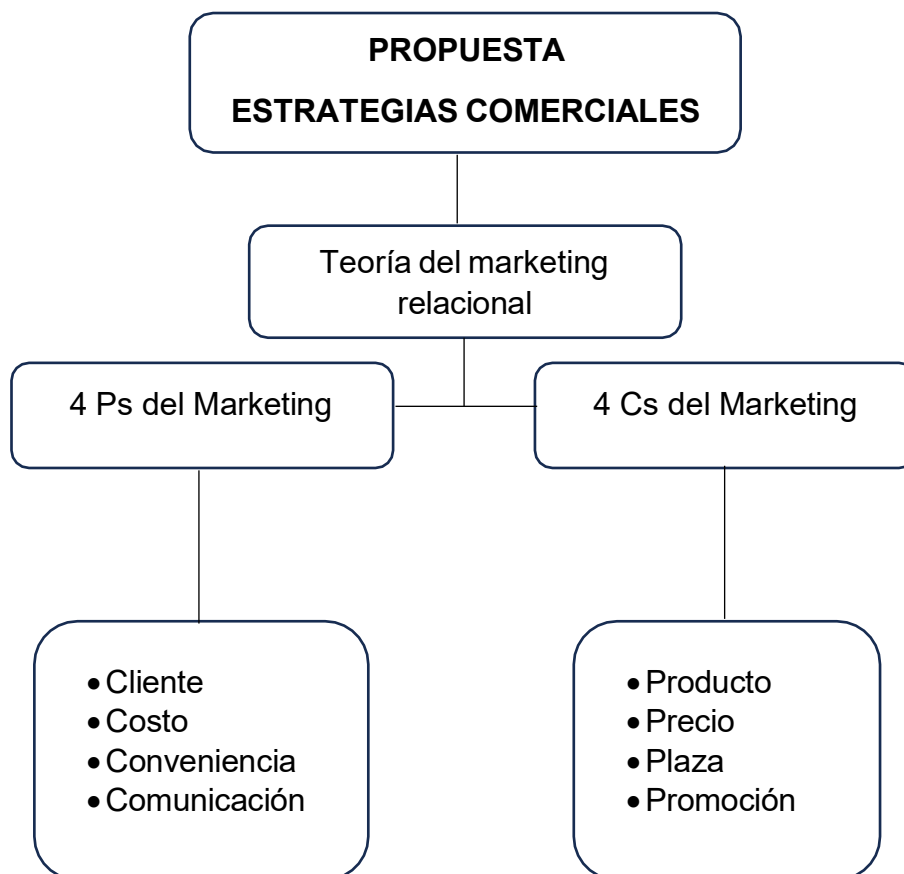 PROPUESTA
ESTRATEGIAS COMERCIALES
Teoría del marketing
relacional
4 Ps del Marketing
4 Cs del Marketing
• Cliente
• Costo
• Conveniencia
• Comunicación
• Producto
• Precio
• Plaza
• Promoción